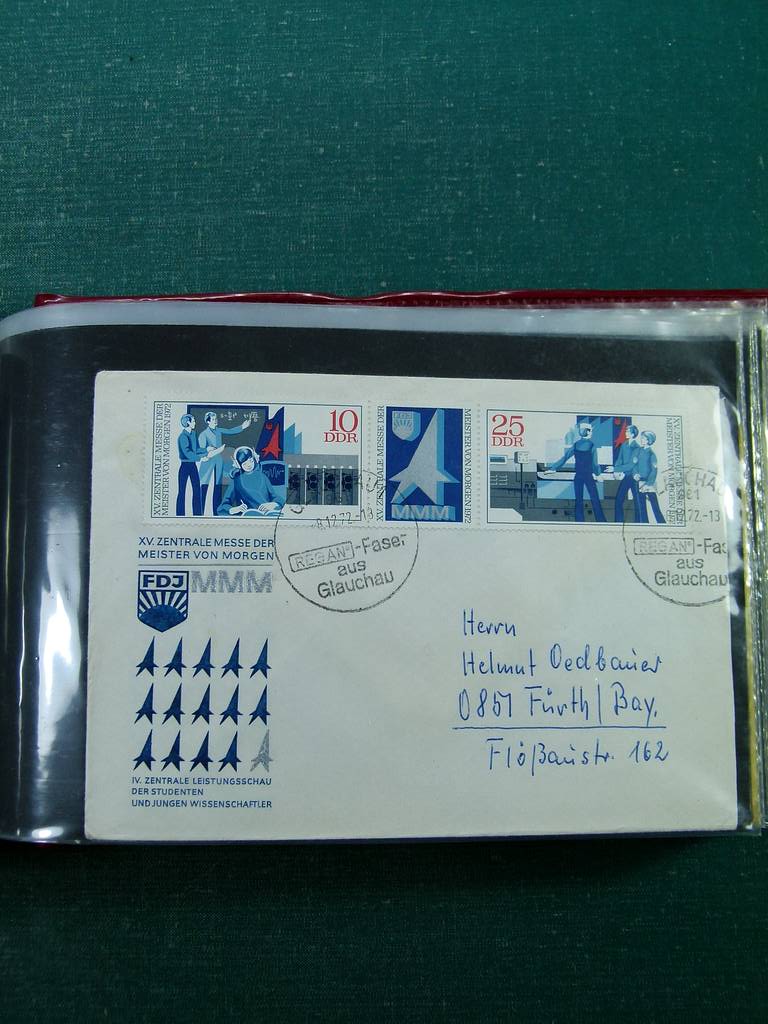 XV. ZENTRALE MESSE DER
MEISTER VON MORGEN 1972
10
DDR
XV. ZENTRALE MESSE DER
MMM
MEISTER VON MORGEN 1972
25
DDR
XV. ZENTRALE MESSE DER
MEISTER VON MORGEN 1972
8.12.72-13
REGAN®-Faser
aus
Glauchau
CHAU
.72-13
REGAN®-Fas
aus
Glauchau
XV. ZENTRALE MESSE DER
MEISTER VON MORGEN
FDJ MMM
IV. ZENTRALE LEISTUNGSSCHAU
DER STUDENTEN
UND JUNGEN WISSENSCHAFTLER
Herrn
Helmut Oedbauer
0851 Fürth/Bay.
Flößaustr. 162